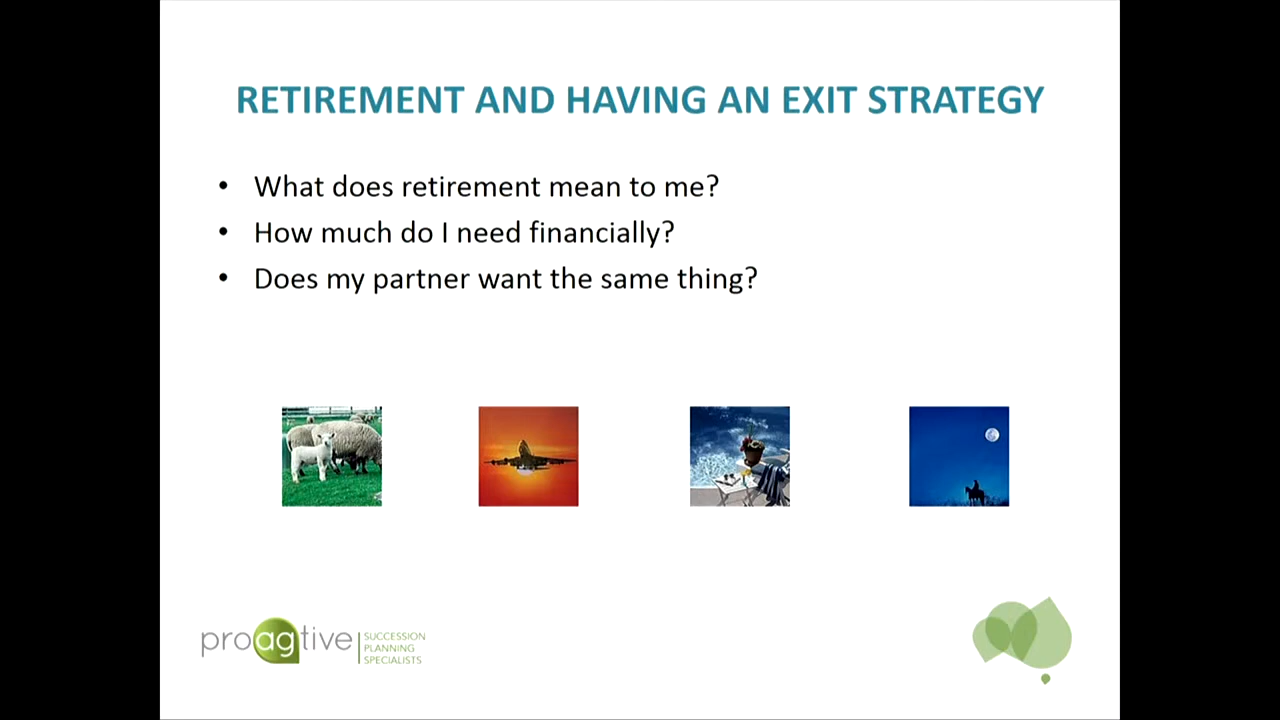 RETIREMENT AND HAVING AN EXIT STRATEGY
• What does retirement mean to me?
• How much do I need financially?
• Does my partner want the same thing?
proagtive
SUCCESSION
PLANNING
SPECIALISTS